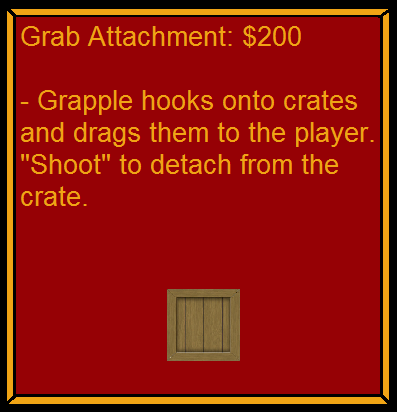 Grab Attachment: $200
- Grapple hooks onto crates
and drags them to the player.
"Shoot" to detach from the
crate.